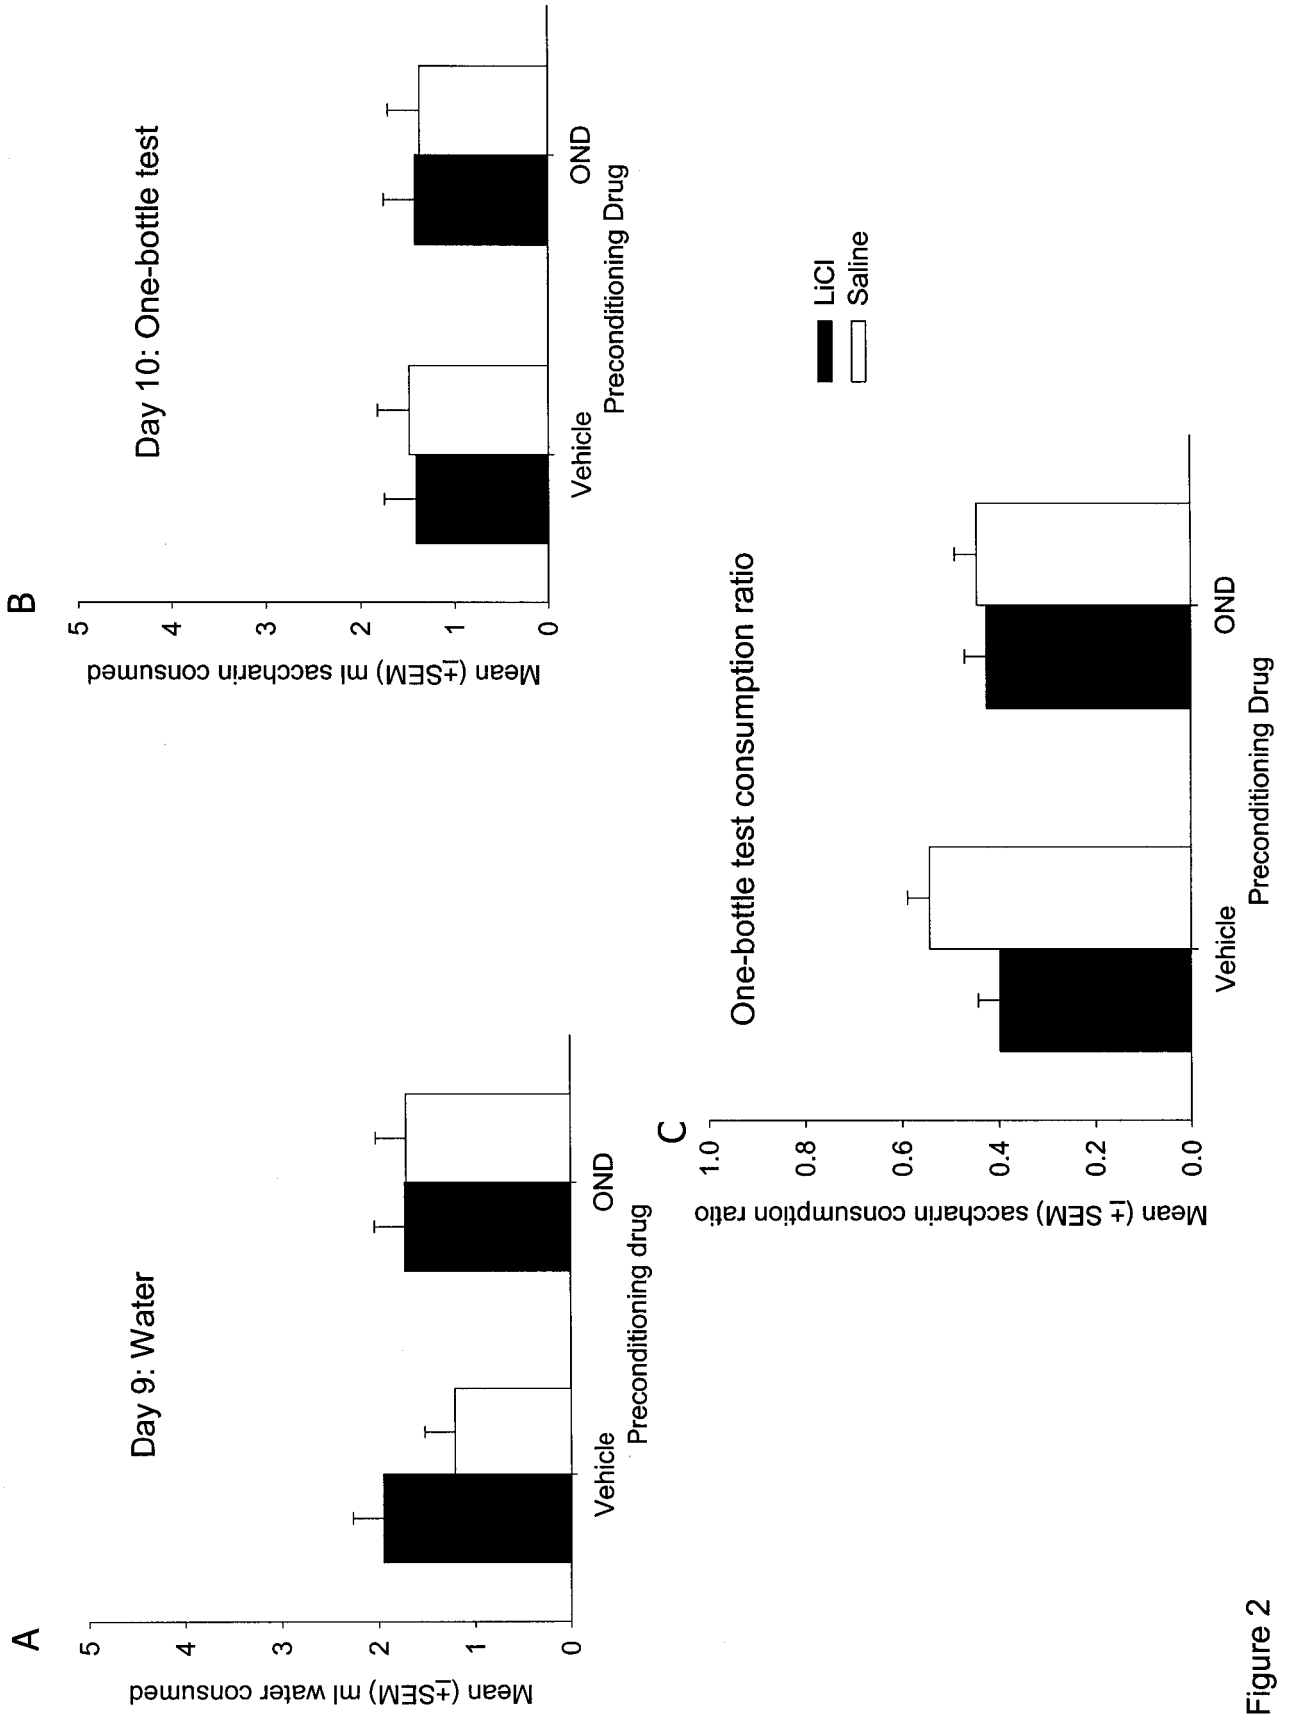 A
Day 9: Water
Mean (±SEM) ml water consumed
5
4
3
2
1
0
Vehicle
OND
Preconditioning drug
B
Day 10: One-bottle test
Mean (±SEM) ml saccharin consumed
5
4
3
2
1
0
Vehicle
OND
Preconditioning Drug
C
One-bottle test consumption ratio
Mean (± SEM) saccharin consumption ratio
1.0
0.8
0.6
0.4
0.2
0.0
Vehicle
OND
Preconditioning Drug
LiCl
Saline
Figure 2